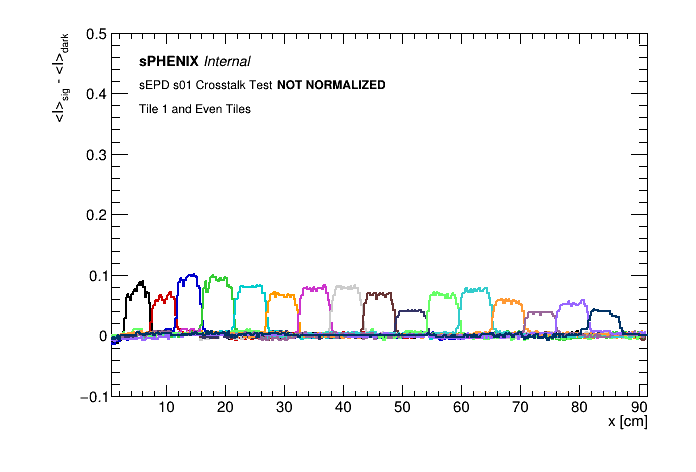 0.5
<I>sig - <I>dark
sPHENIX Internal
sEPD s01 Crosstalk Test NOT NORMALIZED
0.4
Tile 1 and Even Tiles
0.3
0.2
0.1
0
−0.1
10 20 30 40 50 60 70 80 90
x [cm]